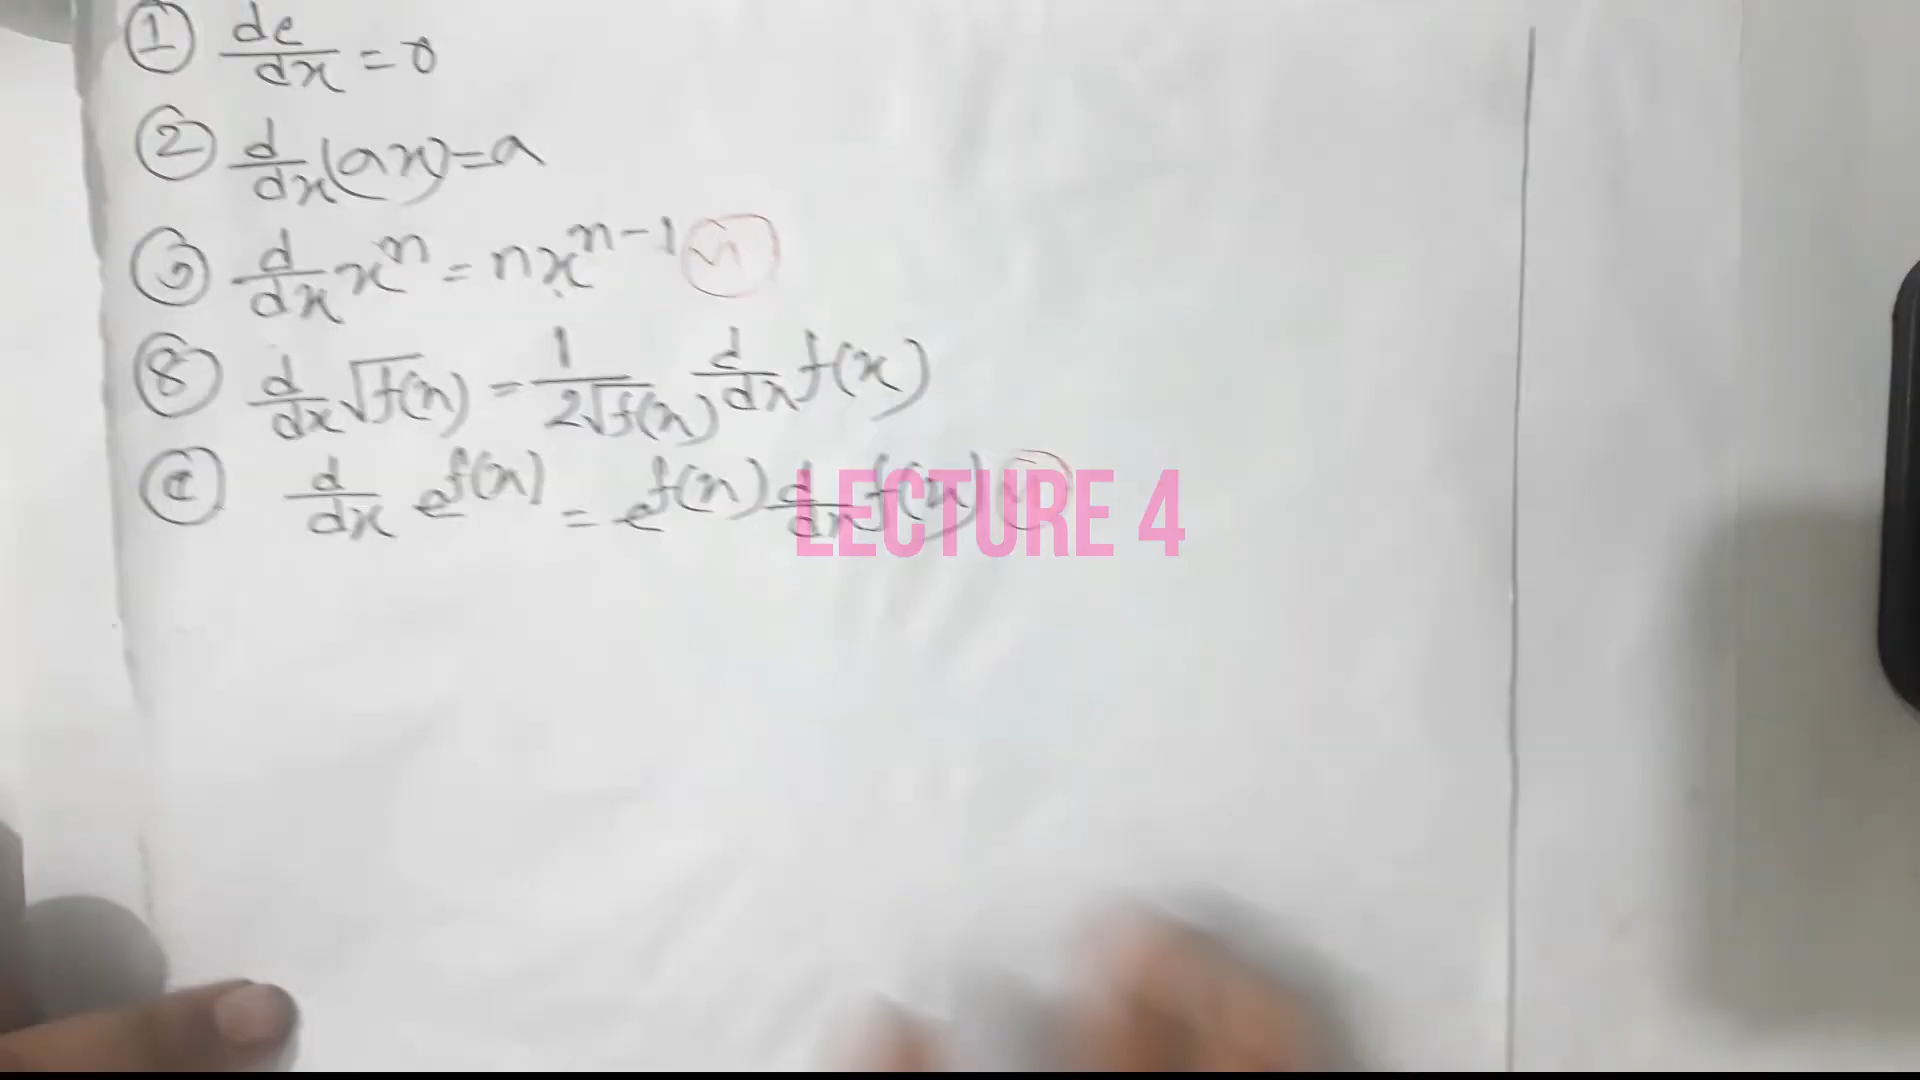 ① dc/dx = 0
② d/dx (ax) = a
③ d/dx x^n = nx^{n-1}
⑧ d/dx √f(x) = 1/2√f(x) d/dx f(x)
d/dx e^{f(x)} = e^{f(x)} d/dx f(x)
LECTURE 4